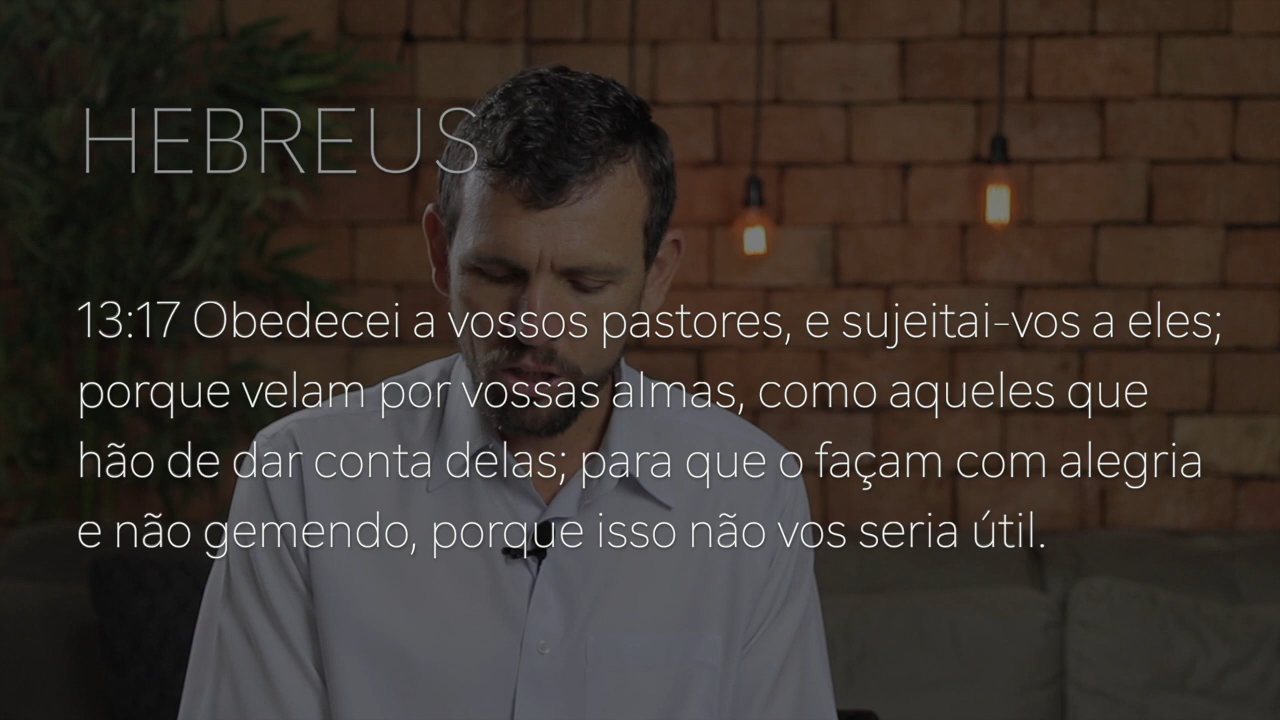 HEBREUS
13:17 Obedecei a vossos pastores, e sujeitai-vos a eles;
porque velam por vossas almas, como aqueles que
hão de dar conta delas; para que o façam com alegria
e não gemendo, porque isso não vos seria útil.